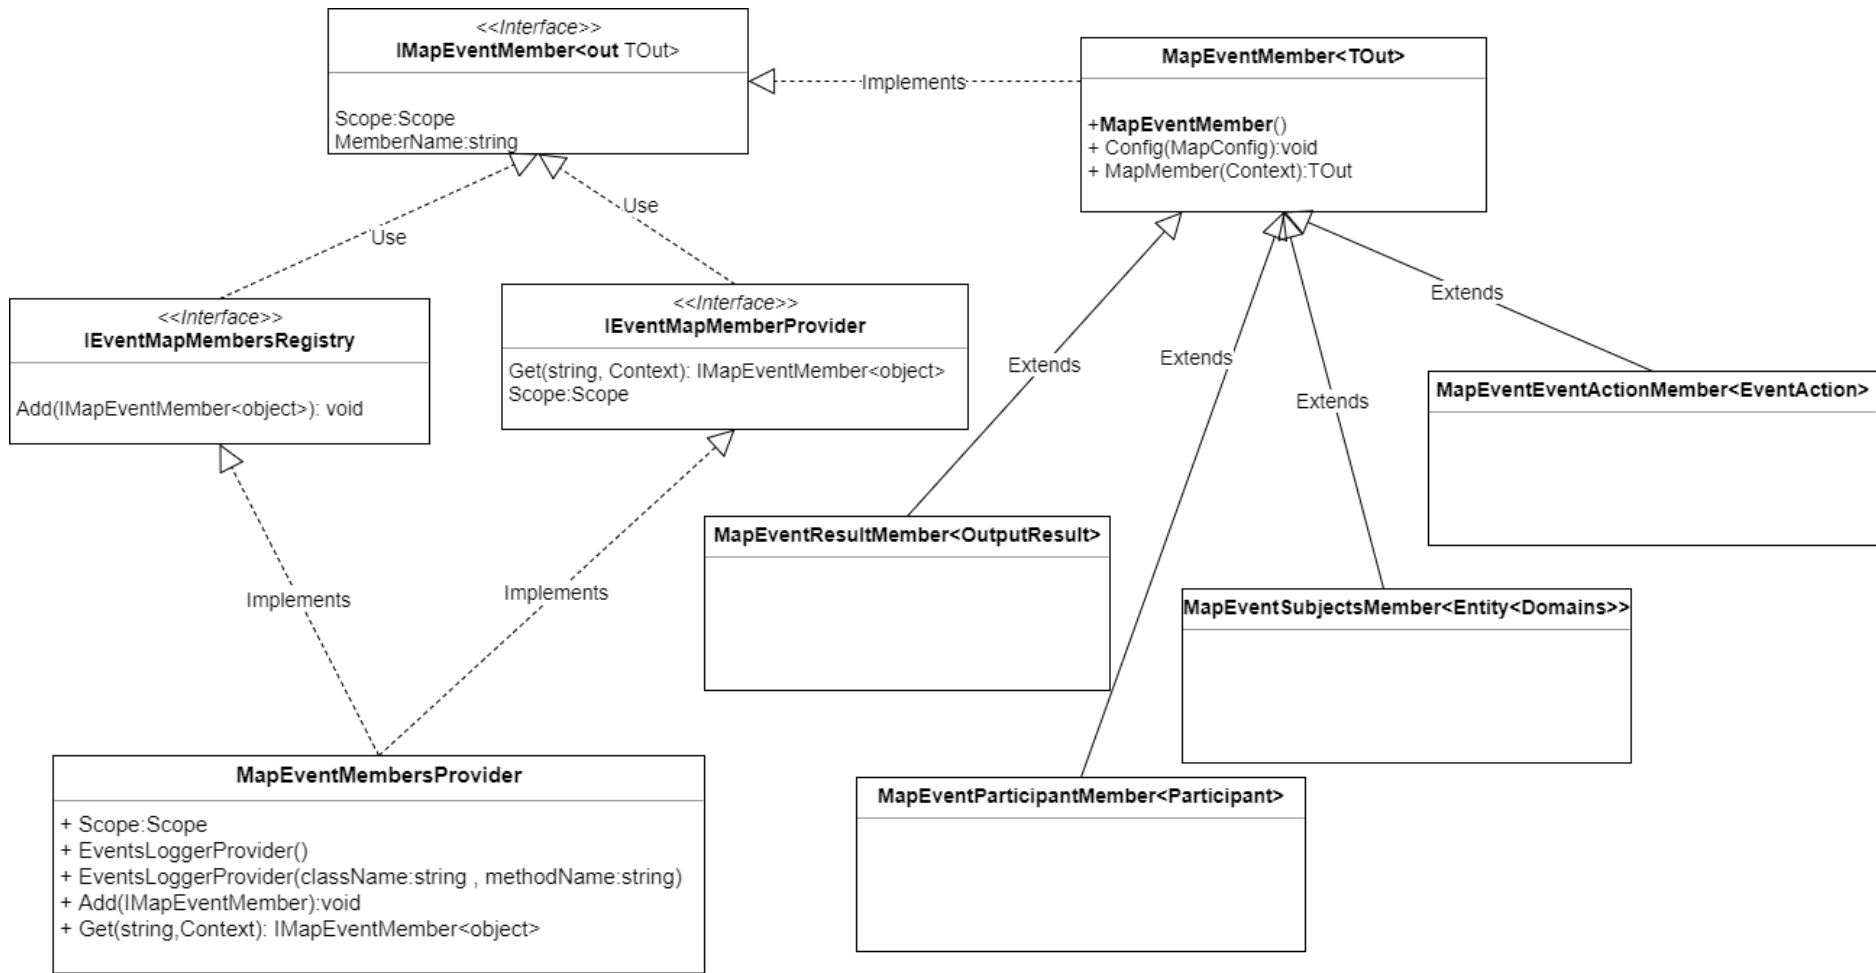 <<Interface>>
IMapEventMember<out TOut>
Scope:Scope
MemberName:string
Implements
MapEventMember<TOut>
+MapEventMember()
+ Config(MapConfig):void
+ MapMember(Context):TOut
Use
Use
<<Interface>>
IEventMapMembersRegistry
Add(IMapEventMember<object>): void
<<Interface>>
IEventMapMemberProvider
Get(string, Context): IMapEventMember<object>
Scope:Scope
Extends
Extends
Extends
Extends
MapEventEventActionMember<EventAction>
MapEventResultMember<OutputResult>
MapEventSubjectsMember<Entity<Domains>>
Implements
Implements
MapEventMembersProvider
+ Scope:Scope
+ EventsLoggerProvider()
+ EventsLoggerProvider(className:string , methodName:string)
+ Add(IMapEventMember):void
+ Get(string,Context): IMapEventMember<object>
MapEventParticipantMember<Participant>